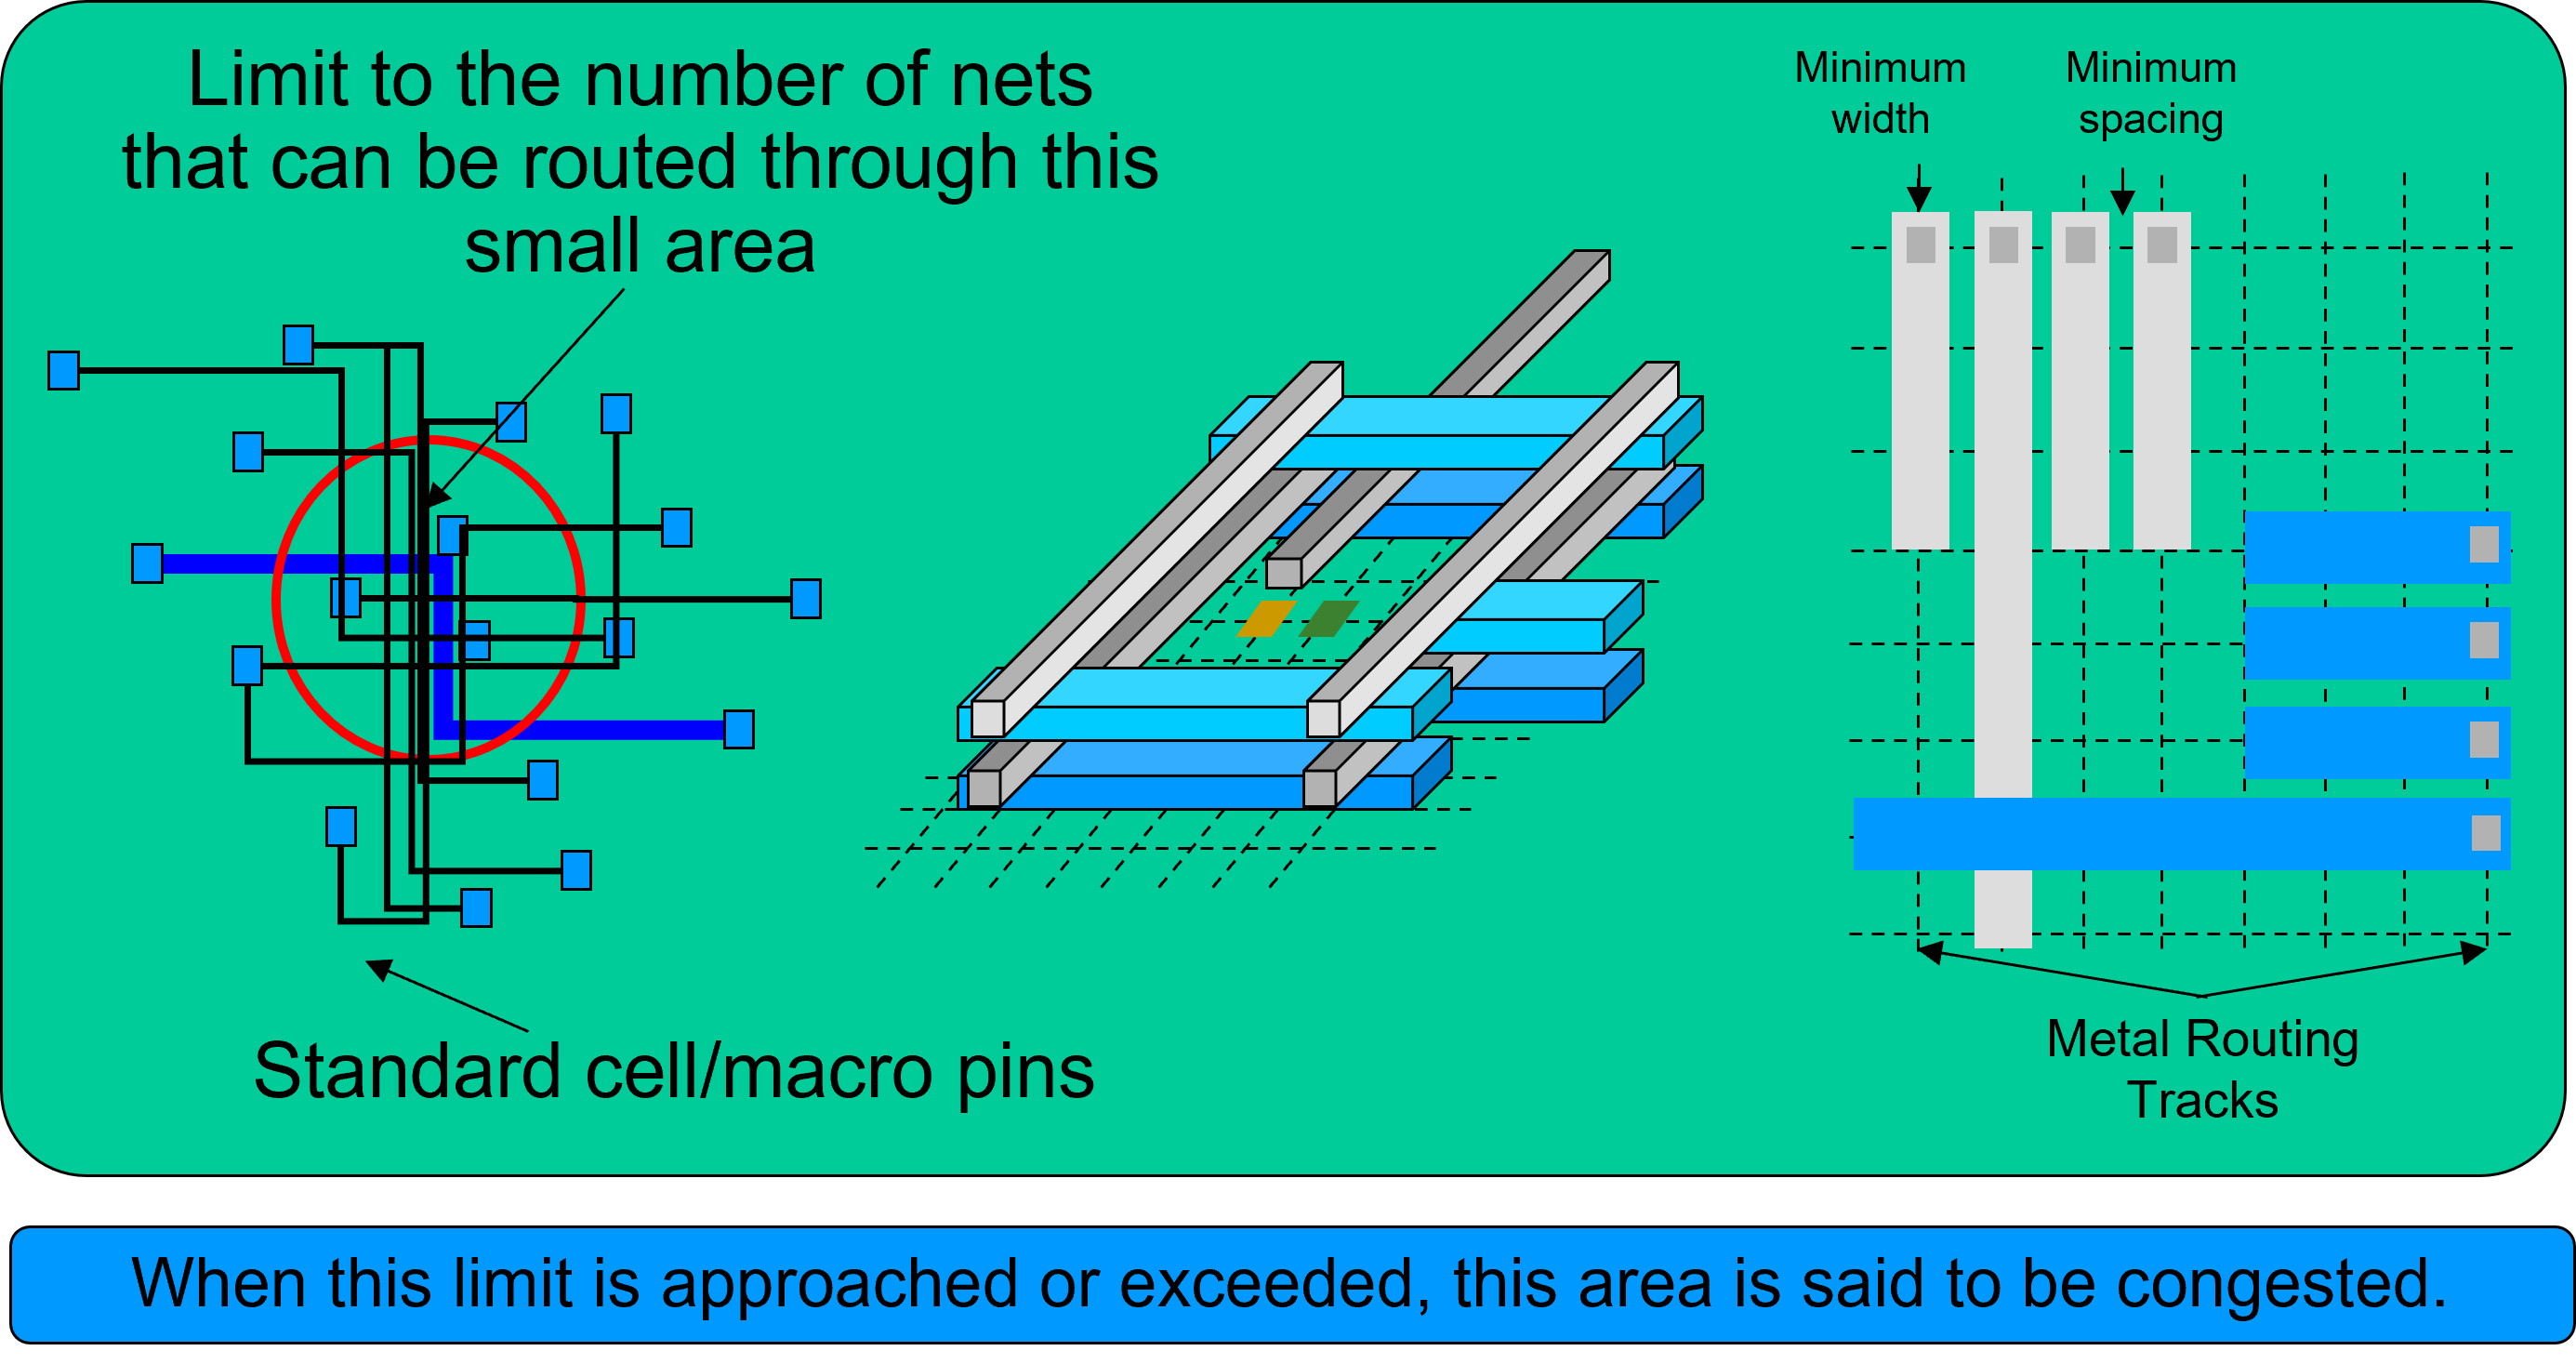 Limit to the number of nets
that can be routed through this
small area
Minimum
width
Minimum
spacing
Standard cell/macro pins
Metal Routing
Tracks
When this limit is approached or exceeded, this area is said to be congested.